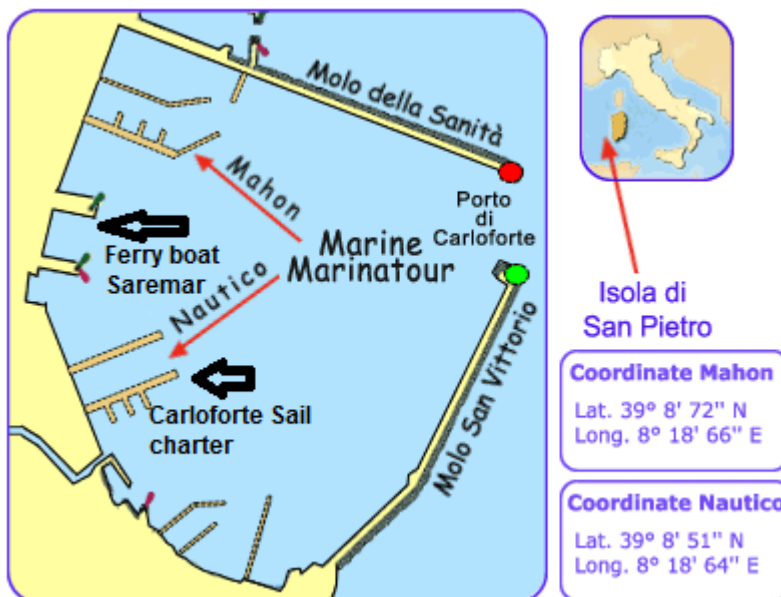 Molo della Sanità
Mahon
Porto
di
Carloforte
Marine
Marinatour
Ferry boat
Saremar
Nautico
Carloforte Sail
charter
Molo San Vittorio
Isola di
San Pietro
Coordinate Mahon
Lat. 39° 8' 72" N
Long. 8° 18' 66" E
Coordinate Nautico
Lat. 39° 8' 51" N
Long. 8° 18' 64" E